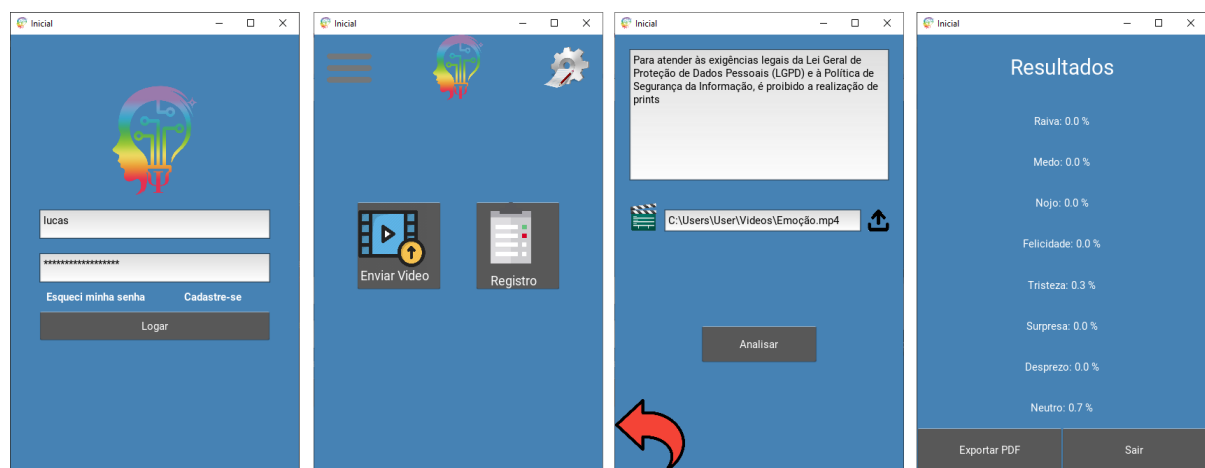 Inicial
lucas
******************
Esqueci minha senha
Cadastre-se
Logar
Inicial
Enviar Video
Registro
Inicial
Para atender às exigências legais da Lei Geral de
Proteção de Dados Pessoais (LGPD) e à Política de
Segurança da Informação, é proibido a realização de
prints
C:\Users\User\Videos\Emoção.mp4
Analisar
Inicial
Resultados
Raiva: 0.0 %
Medo: 0.0 %
Nojo: 0.0 %
Felicidade: 0.0 %
Tristeza: 0.3 %
Surpresa: 0.0 %
Desprezo: 0.0 %
Neutro: 0.7 %
Exportar PDF
Sair